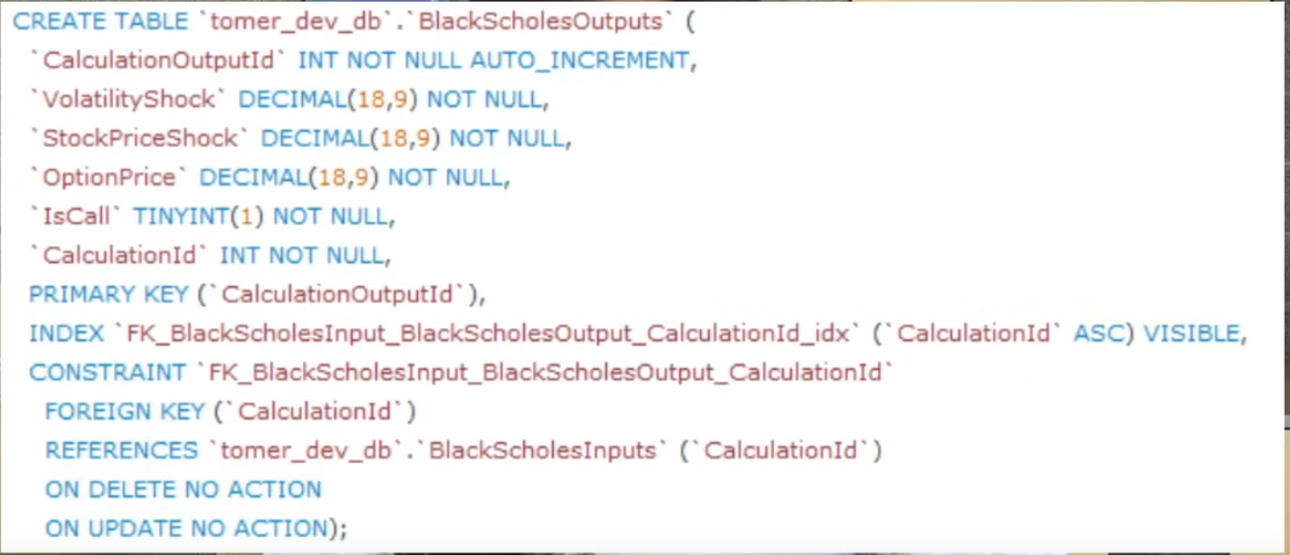 CREATE TABLE `tomer_dev_db`.`BlackScholesOutputs` (
`CalculationOutputId` INT NOT NULL AUTO_INCREMENT,
`VolatilityShock` DECIMAL(18,9) NOT NULL,
`StockPriceShock` DECIMAL(18,9) NOT NULL,
`OptionPrice` DECIMAL(18,9) NOT NULL,
`IsCall` TINYINT(1) NOT NULL,
`CalculationId` INT NOT NULL,
PRIMARY KEY (`CalculationOutputId`),
INDEX `FK_BlackScholesInput_BlackScholesOutput_CalculationId_idx` (`CalculationId` ASC) VISIBLE,
CONSTRAINT `FK_BlackScholesInput_BlackScholesOutput_CalculationId`
FOREIGN KEY (`CalculationId`)
REFERENCES `tomer_dev_db`.`BlackScholesInputs` (`CalculationId`)
ON DELETE NO ACTION
ON UPDATE NO ACTION);